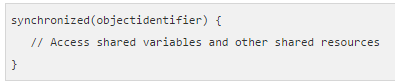 synchronized(objectidentifier) {
   // Access shared variables and other shared resources
}